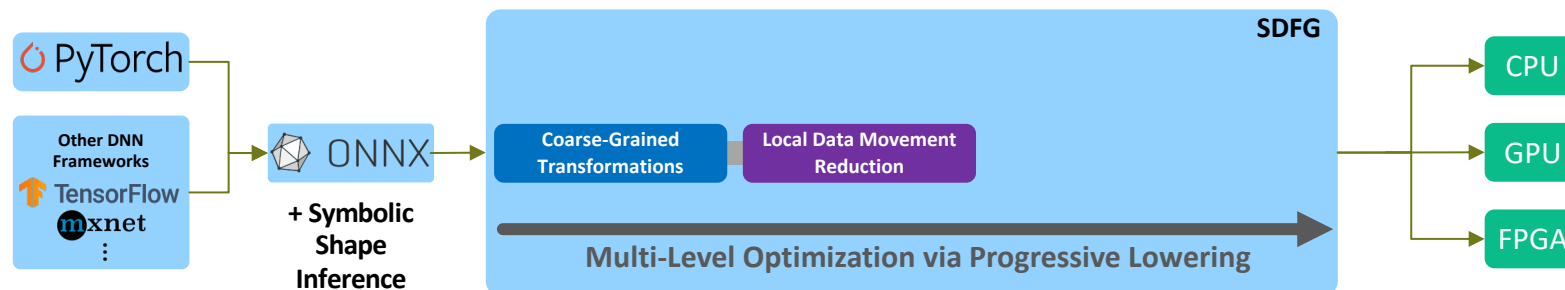 PyTorch
Other DNN
Frameworks
TensorFlow
mxnet
⋮
ONNX
+ Symbolic
Shape
Inference
SDFG
Coarse-Grained
Transformations
Local Data Movement
Reduction
Multi-Level Optimization via Progressive Lowering
CPU
GPU
FPGA